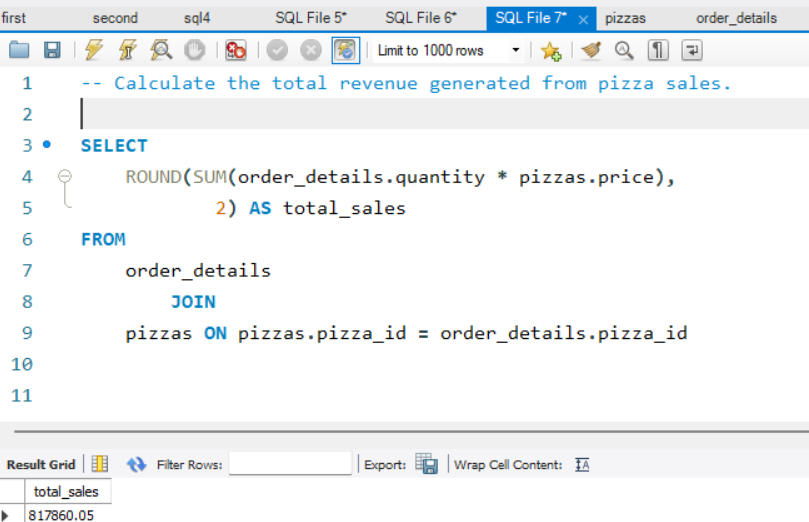 first second sql4 SQL File 5* SQL File 6* SQL File 7* × pizzas order_details
Limit to 1000 rows
1 -- Calculate the total revenue generated from pizza sales.
2
3 SELECT
4 ROUND(SUM(order_details.quantity * pizzas.price),
5 2) AS total_sales
6 FROM
7 order_details
8 JOIN
9 pizzas ON pizzas.pizza_id = order_details.pizza_id
10
11
Result Grid Filter Rows: Export: Wrap Cell Content:
total_sales
817860.05